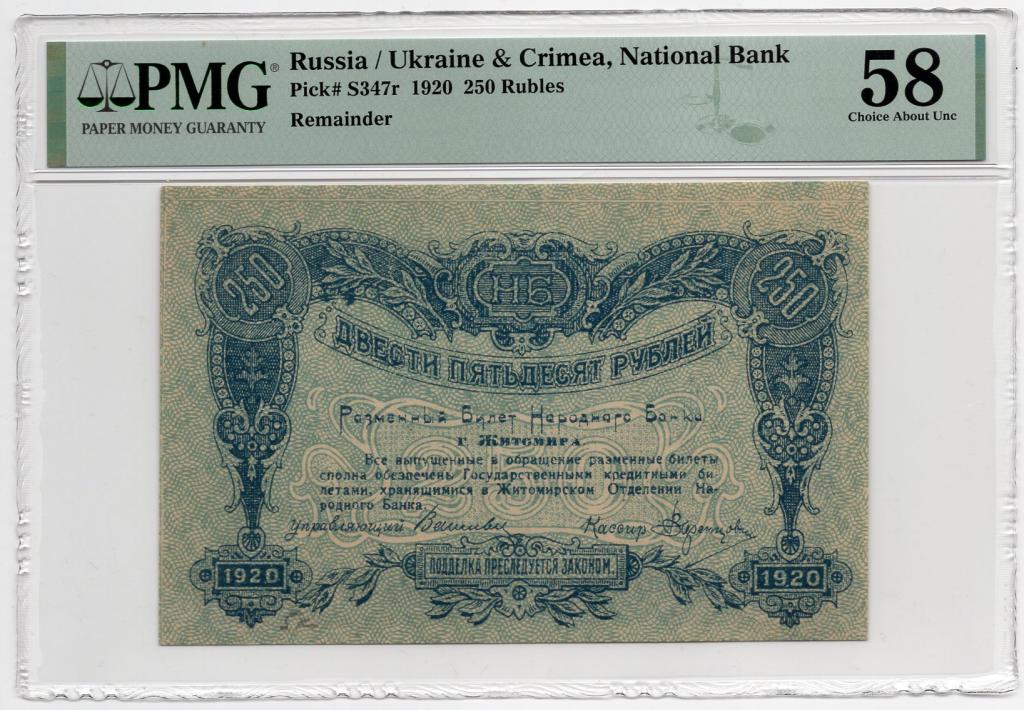 PMG®
PAPER MONEY GUARANTY
Russia / Ukraine & Crimea, National Bank
Pick# S347r 1920 250 Rubles
Remainder
58
Choice About Unc
250
НБ
250
ДВЕСТИ ПЯТЬДЕСЯТ РУБЛЕЙ
Разменный Билет Народного Банка
г. Житомира
Все выпущенные в обращение разменные билеты
сполна обезпечены Государственными кредитными би-
летами, хранящимися в Житомирском Отделении На-
родного Банка.
Управляющий
Кассир
1920
ПОДДЕЛКА ПРЕСЛЕДУЕТСЯ ЗАКОНОМ.
1920